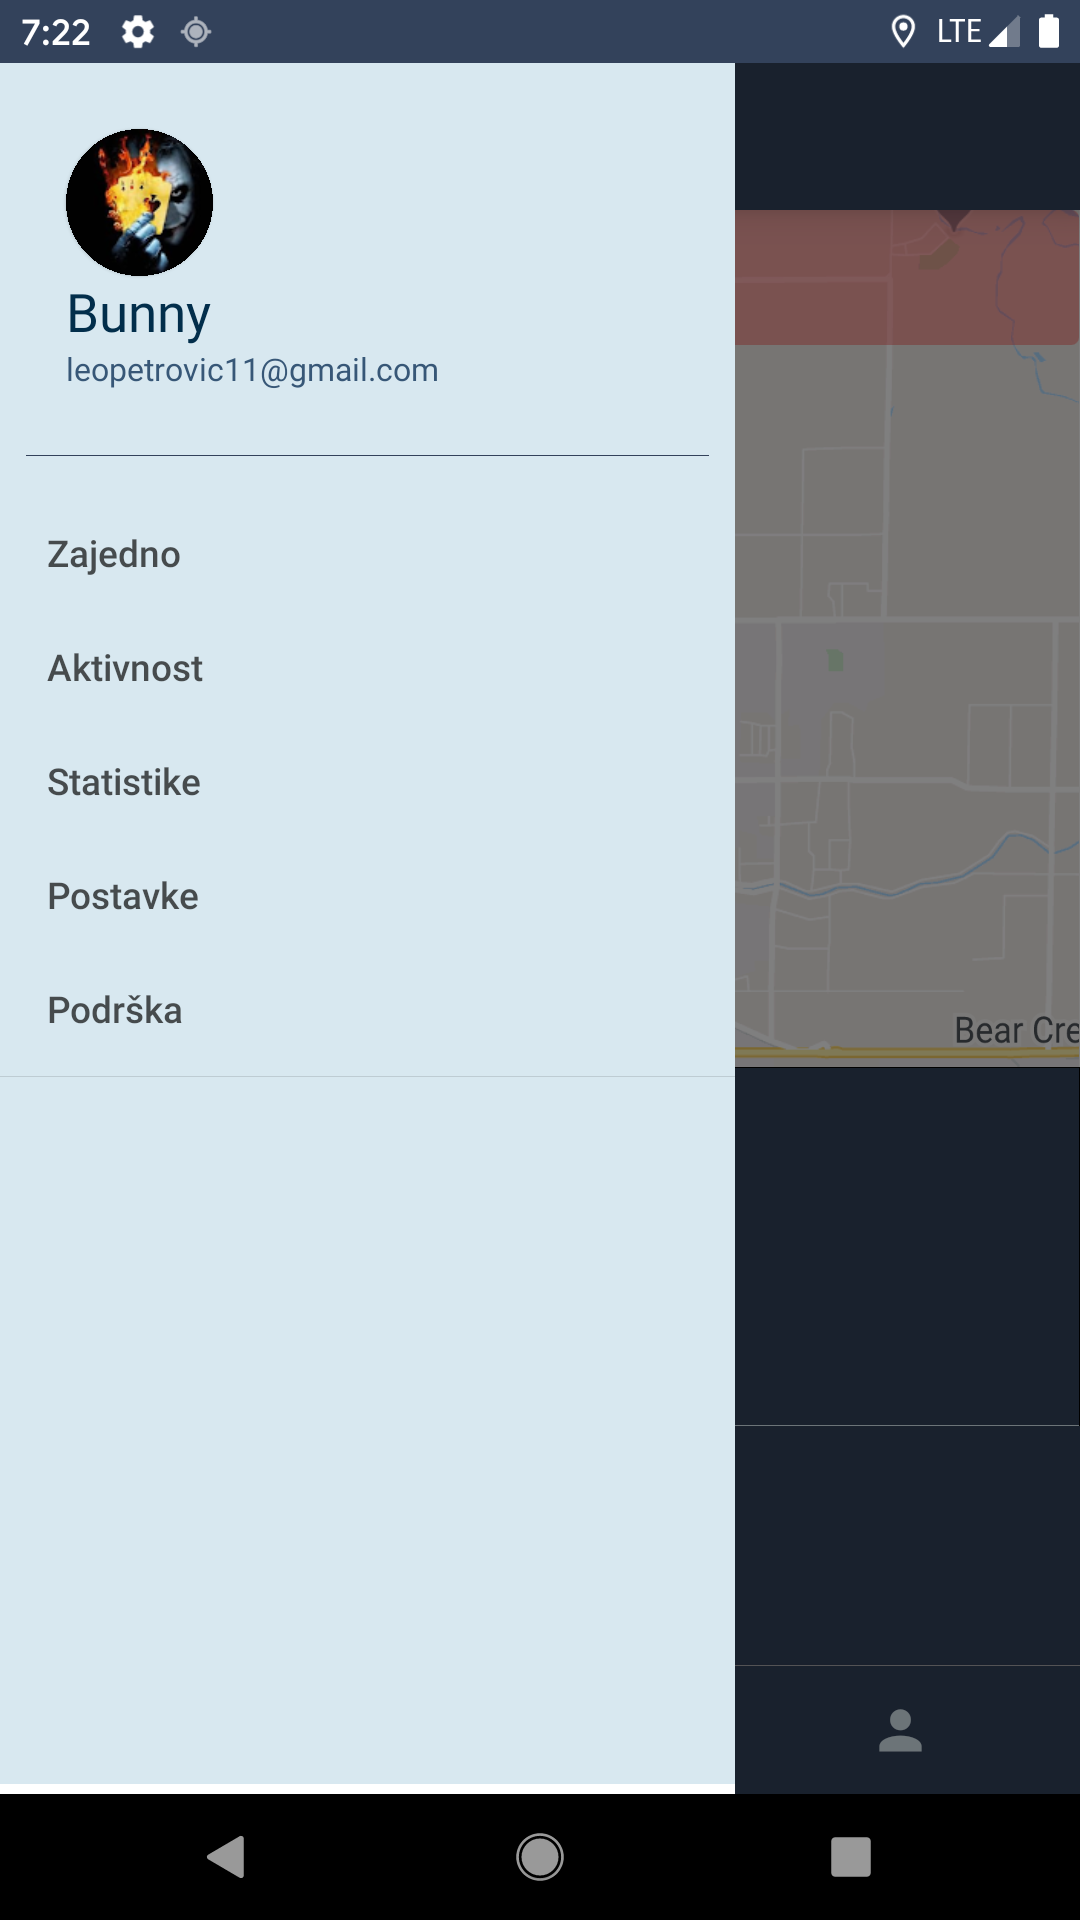 7:22
LTE
Bunny
leopetrovic11@gmail.com
Zajedno
Aktivnost
Statistike
Postavke
Podrška
Bear Cre